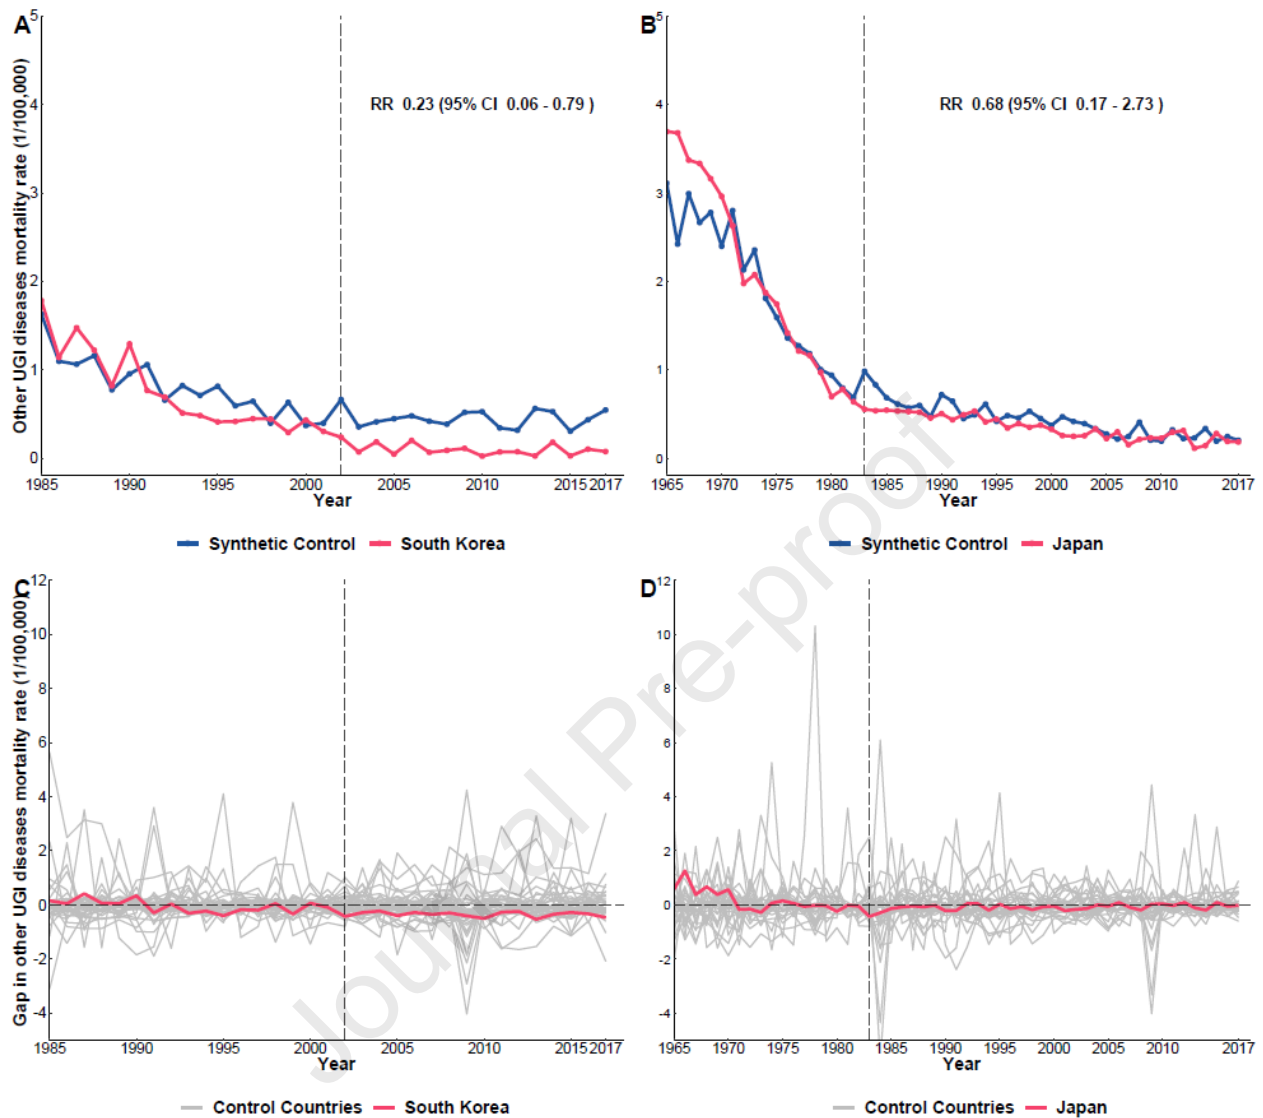 A
Other UGI diseases mortality rate (1/100,000)
5
4
3
2
1
0
RR 0.23 (95% CI 0.06 - 0.79 )
1985 1990 1995 2000 2005 2010 2015 2017
Year
Synthetic Control South Korea
B
5
4
3
2
1
0
RR 0.68 (95% CI 0.17 - 2.73 )
1965 1970 1975 1980 1985 1990 1995 2000 2005 2010 2017
Year
Synthetic Control Japan
C
Gap in other UGI diseases mortality rate (1/100,000)
12
10
8
6
4
2
0
-2
-4
1985 1990 1995 2000 2005 2010 2015 2017
Year
Control Countries South Korea
D
12
10
8
6
4
2
0
-2
-4
1965 1970 1975 1980 1985 1990 1995 2000 2005 2010 2017
Year
Control Countries Japan
Journal Pre-proof